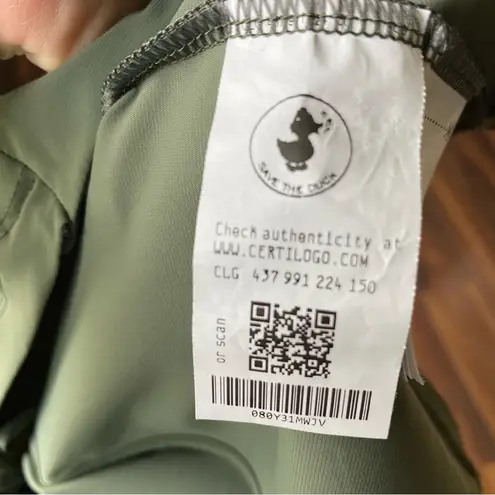 SAVE THE DUCK
Check authenticity at
WWW.CERTILOGO.COM
CLG 437 991 224 150
or scan
080Y31MWJV